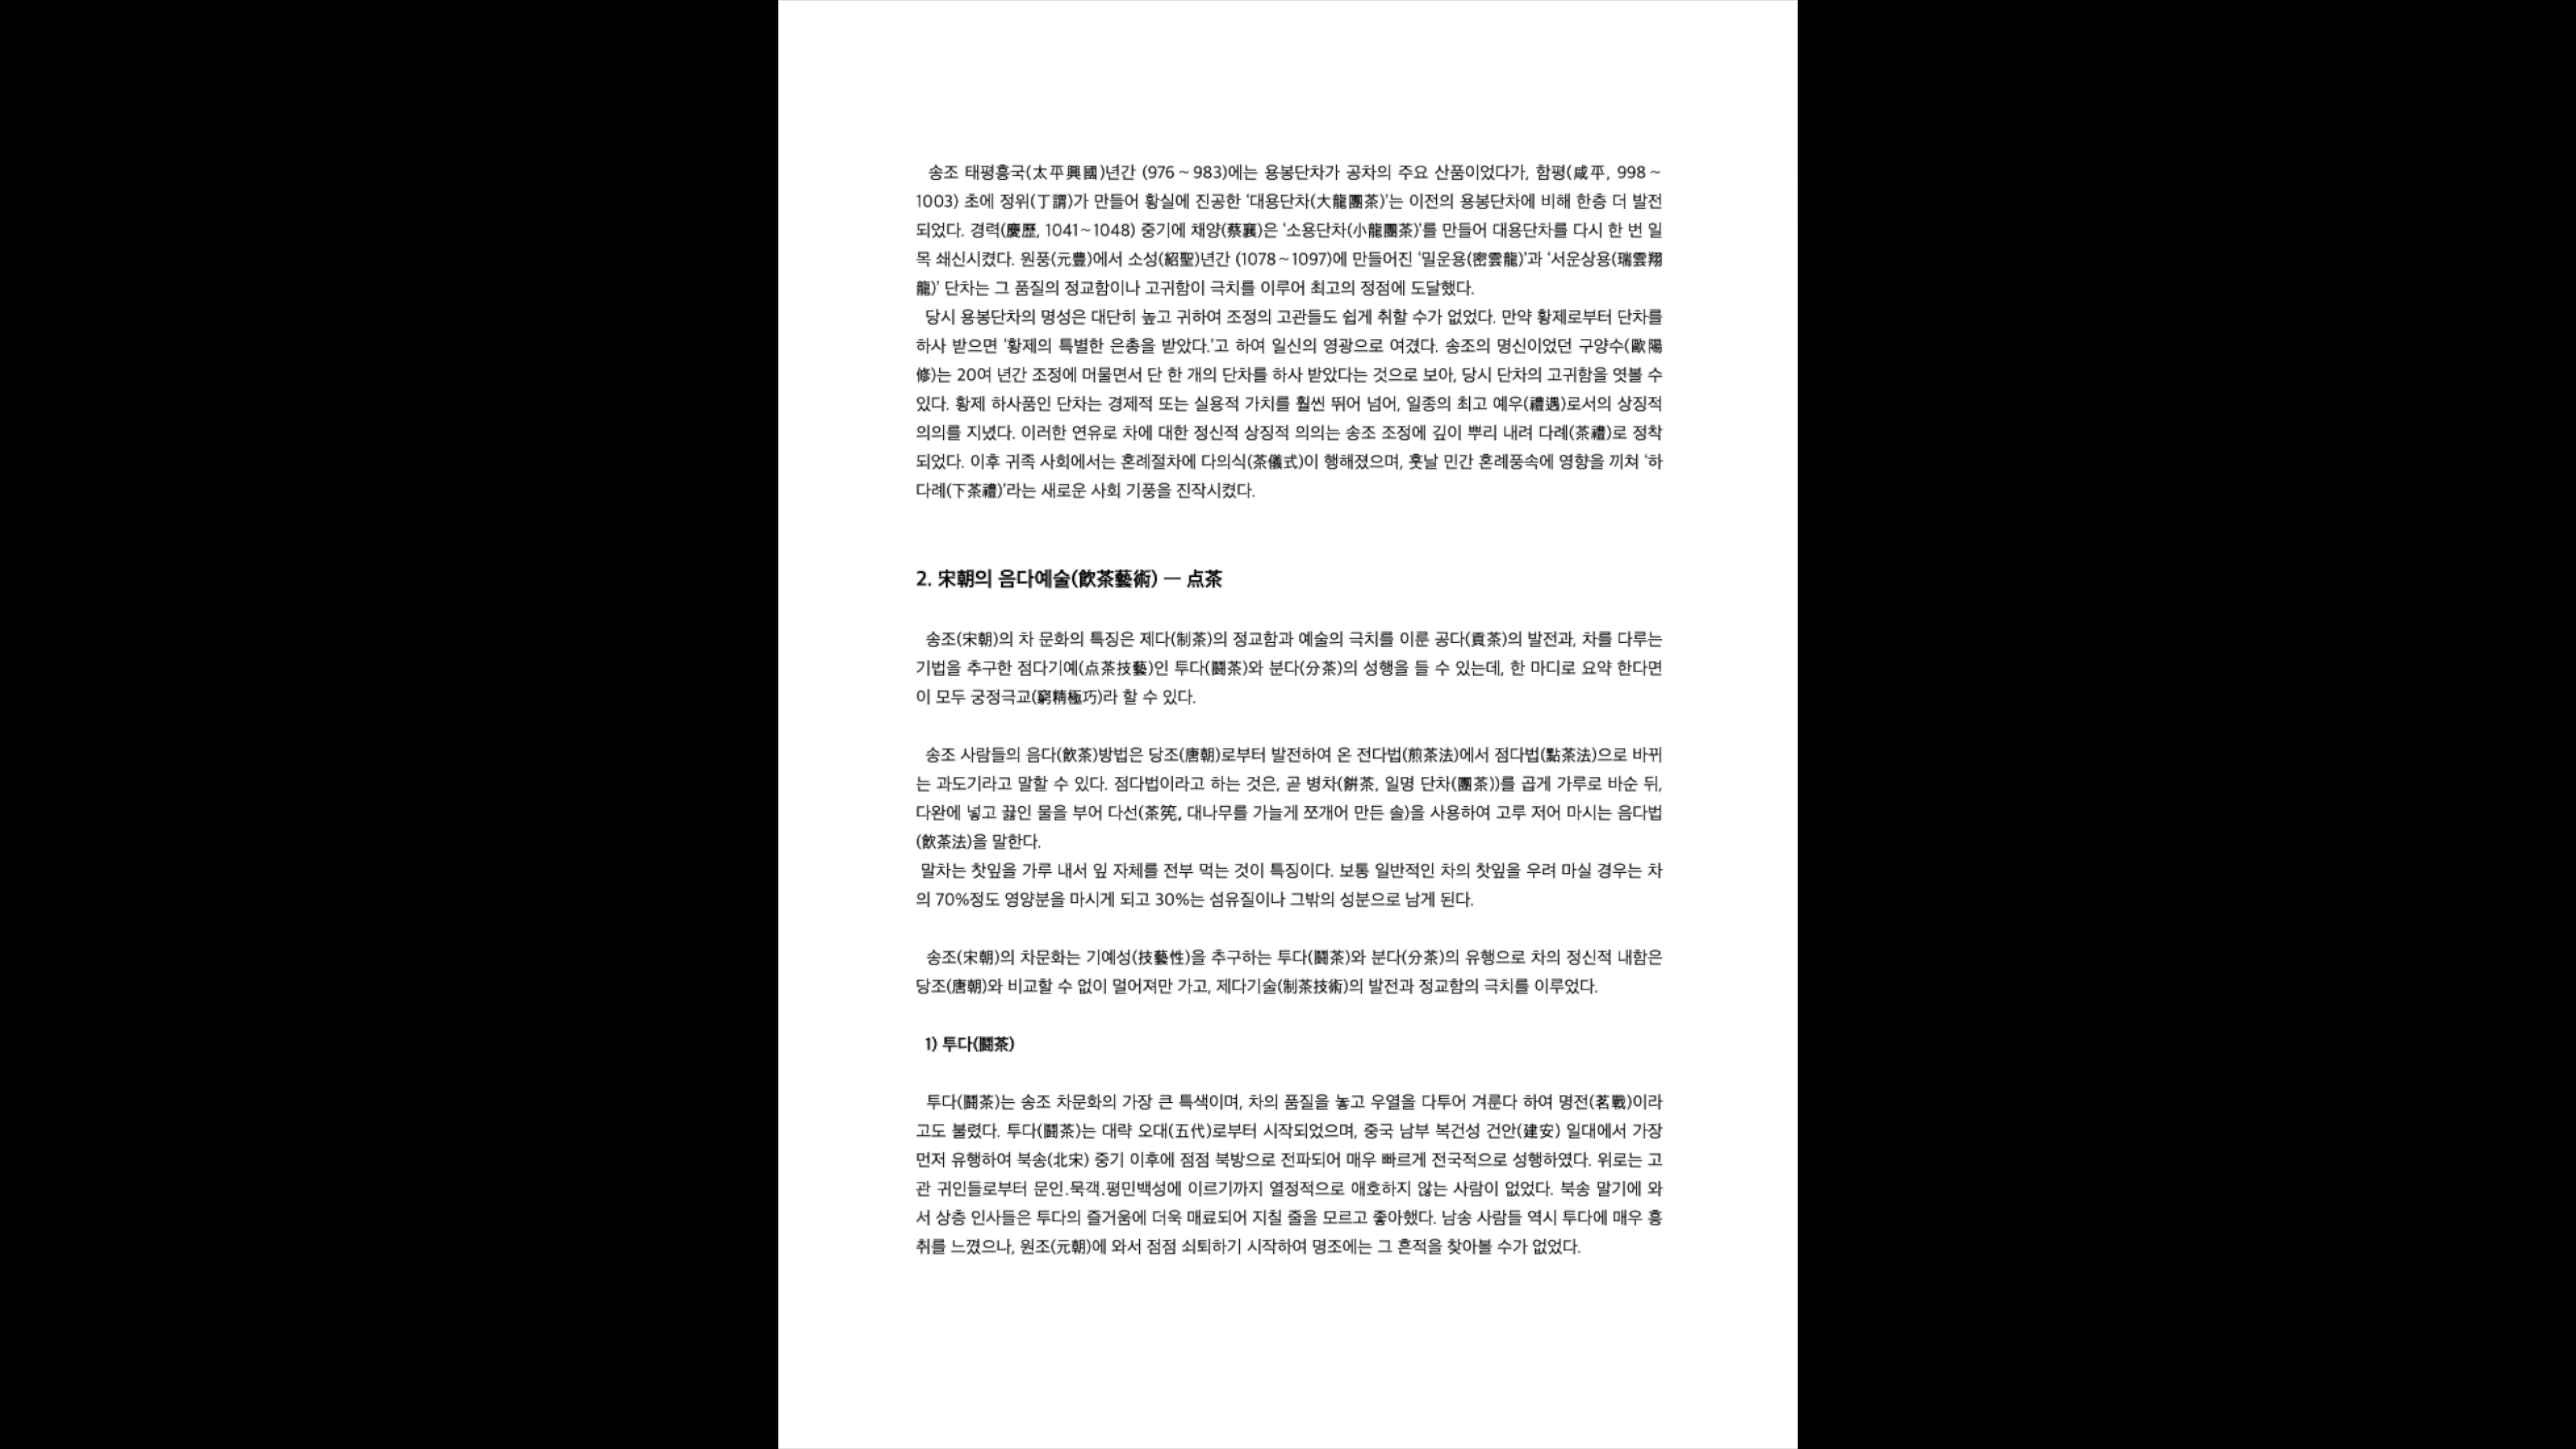 송조 태평흥국(太平興國)년간 (976 ~ 983)에는 용봉단차가 공차의 주요 산품이었다가, 함평(咸平, 998 ~
1003) 초에 정위(丁謂)가 만들어 황실에 진공한 ‘대용단차(大龍團茶)’는 이전의 용봉단차에 비해 한층 더 발전
되었다. 경력(慶歷, 1041~1048) 중기에 채양(蔡襄)은 ‘소용단차(小龍團茶)’를 만들어 대용단차를 다시 한 번 일
목 쇄신시켰다. 원풍(元豊)에서 소성(紹聖)년간 (1078~1097)에 만들어진 ‘밀운용(密雲龍)’과 ‘서운상용(瑞雲翔
龍)’ 단차는 그 품질의 정교함이나 고귀함이 극치를 이루어 최고의 정점에 도달했다.
당시 용봉단차의 명성은 대단히 높고 귀하여 조정의 고관들도 쉽게 취할 수가 없었다. 만약 황제로부터 단차를
하사 받으면 ‘황제의 특별한 은총을 받았다.’고 하여 일신의 영광으로 여겼다. 송조의 명신이었던 구양수(歐陽
修)는 20여 년간 조정에 머물면서 단 한 개의 단차를 하사 받았다는 것으로 보아, 당시 단차의 고귀함을 엿볼 수
있다. 황제 하사품인 단차는 경제적 또는 실용적 가치를 훨씬 뛰어 넘어, 일종의 최고 예우(禮遇)로서의 상징적
의의를 지녔다. 이러한 연유로 차에 대한 정신적 상징적 의의는 송조 조정에 깊이 뿌리 내려 다례(茶禮)로 정착
되었다. 이후 귀족 사회에서는 혼례절차에 다의식(茶儀式)이 행해졌으며, 훗날 민간 혼례풍속에 영향을 끼쳐 ‘하
다례(下茶禮)’라는 새로운 사회 기풍을 진작시켰다.
2. 宋朝의 음다예술(飮茶藝術) — 点茶
송조(宋朝)의 차 문화의 특징은 제다(制茶)의 정교함과 예술의 극치를 이룬 공다(貢茶)의 발전과, 차를 다루는
기법을 추구한 점다기예(点茶技藝)인 투다(鬪茶)와 분다(分茶)의 성행을 들 수 있는데, 한 마디로 요약 한다면
이 모두 궁정극교(窮精極巧)라 할 수 있다.
송조 사람들의 음다(飮茶)방법은 당조(唐朝)로부터 발전하여 온 전다법(煎茶法)에서 점다법(點茶法)으로 바뀌
는 과도기라고 말할 수 있다. 점다법이라고 하는 것은, 곧 병차(餠茶, 일명 단차(團茶))를 곱게 가루로 바순 뒤,
다완에 넣고 끓인 물을 부어 다선(茶筅, 대나무를 가늘게 쪼개어 만든 솔)을 사용하여 고루 저어 마시는 음다법
(飮茶法)을 말한다.
말차는 찻잎을 가루 내서 잎 자체를 전부 먹는 것이 특징이다. 보통 일반적인 차의 찻잎을 우려 마실 경우는 차
의 70%정도 영양분을 마시게 되고 30%는 섬유질이나 그밖의 성분으로 남게 된다.
송조(宋朝)의 차문화는 기예성(技藝性)을 추구하는 투다(鬪茶)와 분다(分茶)의 유행으로 차의 정신적 내함은
당조(唐朝)와 비교할 수 없이 멀어져만 가고, 제다기술(制茶技術)의 발전과 정교함의 극치를 이루었다.
1) 투다(鬪茶)
투다(鬪茶)는 송조 차문화의 가장 큰 특색이며, 차의 품질을 놓고 우열을 다투어 겨룬다 하여 명전(茗戰)이라
고도 불렸다. 투다(鬪茶)는 대략 오대(五代)로부터 시작되었으며, 중국 남부 복건성 건안(建安) 일대에서 가장
먼저 유행하여 북송(北宋) 중기 이후에 점점 북방으로 전파되어 매우 빠르게 전국적으로 성행하였다. 위로는 고
관 귀인들로부터 문인.묵객.평민백성에 이르기까지 열정적으로 애호하지 않는 사람이 없었다. 북송 말기에 와
서 상층 인사들은 투다의 즐거움에 더욱 매료되어 지칠 줄을 모르고 좋아했다. 남송 사람들 역시 투다에 매우 흥
취를 느꼈으나, 원조(元朝)에 와서 점점 쇠퇴하기 시작하여 명조에는 그 흔적을 찾아볼 수가 없었다.